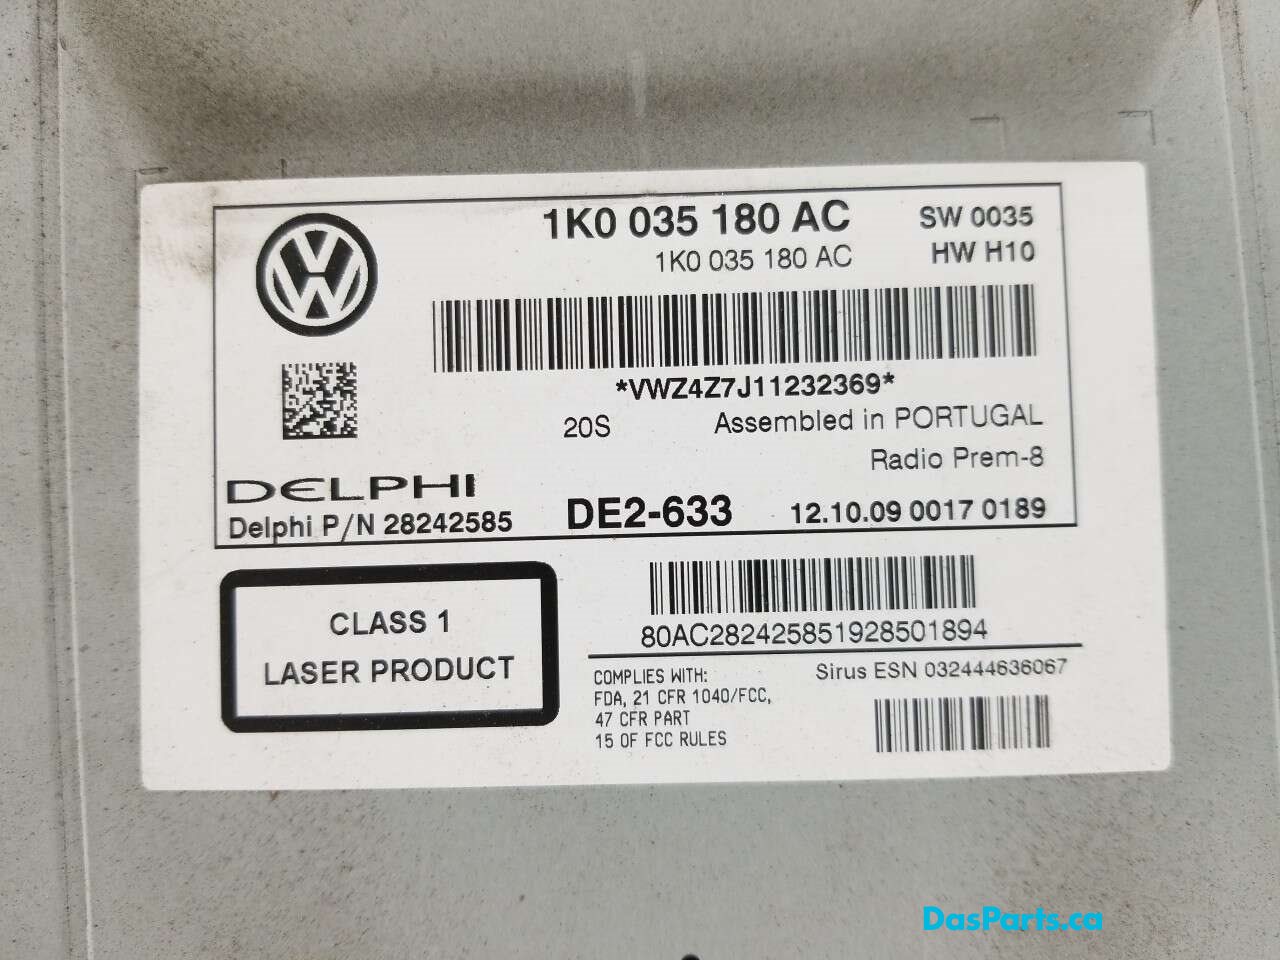 1K0 035 180 AC SW 0035
1K0 035 180 AC HW H10
*VWZ4Z7J11232369*
20S Assembled in PORTUGAL
Radio Prem-8
DELPHI
Delphi P/N 28242585 DE2-633 12.10.09 0017 0189
CLASS 1
LASER PRODUCT
80AC282425851928501894
COMPLIES WITH:
FDA, 21 CFR 1040/FCC,
47 CFR PART
15 OF FCC RULES
Sirus ESN 032444636067
DasParts.ca